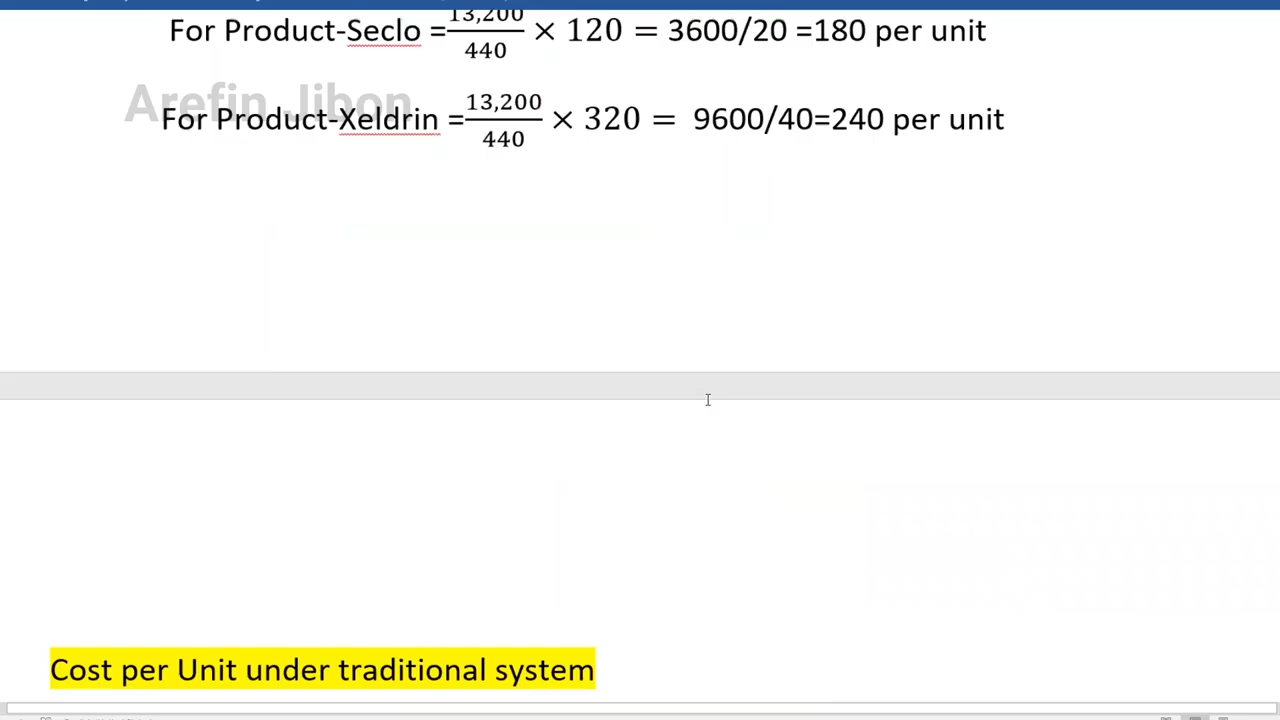 For Product-Seclo = 13,200/440 × 120 = 3600/20 =180 per unit
Arefin Jibon
For Product-Xeldrin = 13,200/440 × 320 = 9600/40=240 per unit
Cost per Unit under traditional system